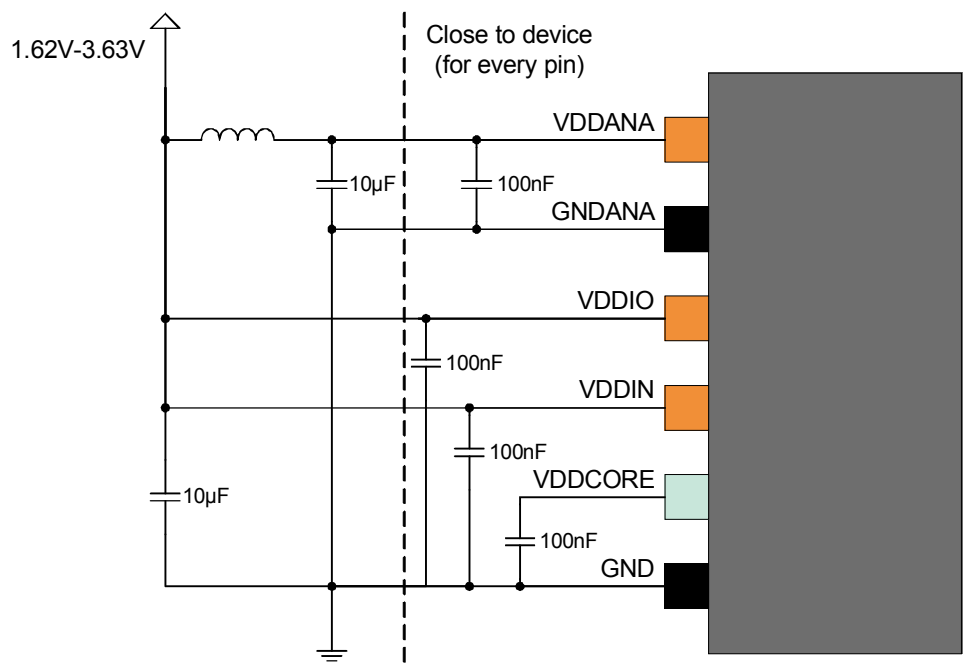 1.62V-3.63V
Close to device
(for every pin)
VDDANA
10µF
100nF
GNDANA
VDDIO
100nF
VDDIN
100nF
VDDCORE
10µF
100nF
GND